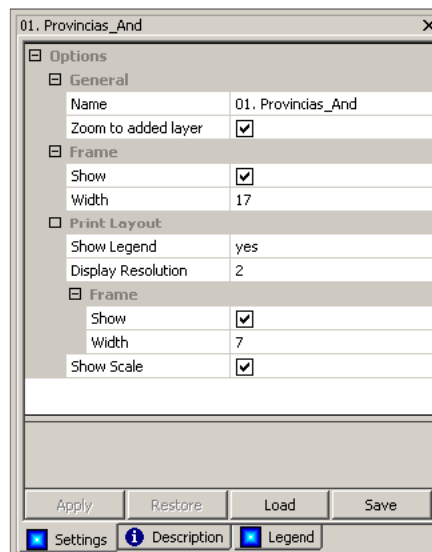 01. Provincias_And
Options
General
Name 01. Provincias_And
Zoom to added layer
Frame
Show
Width 17
Print Layout
Show Legend yes
Display Resolution 2
Frame
Show
Width 7
Show Scale
Apply Restore Load Save
Settings Description Legend